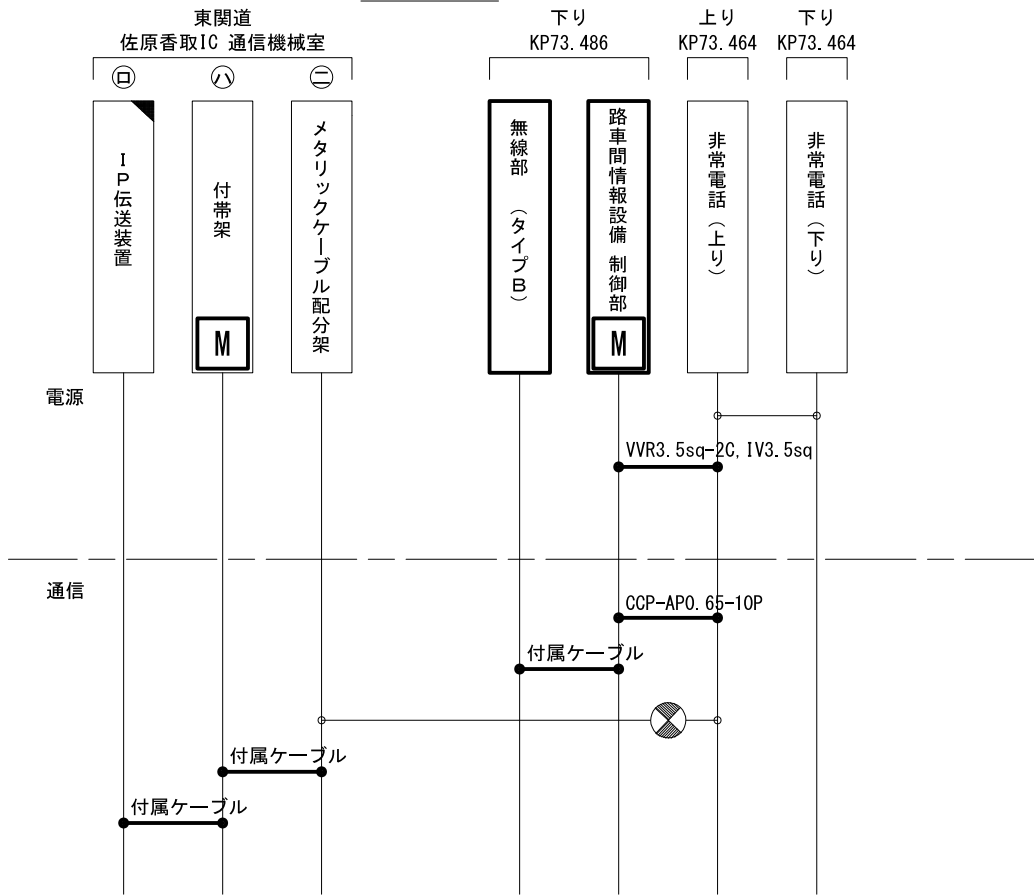 東関道
佐原香取IC 通信機械室
下り
KP73.486
上り
KP73.464
下り
KP73.464
ロ
ハ
ニ
IP伝送装置
付帯架
M
メタリックケーブル配分架
無線部 (タイプB)
路車間情報設備 制御部
M
非常電話(上り)
非常電話(下り)
電源
VVR3.5sq-2C, IV3.5sq
通信
CCP-AP0.65-10P
付属ケーブル
付属ケーブル
付属ケーブル